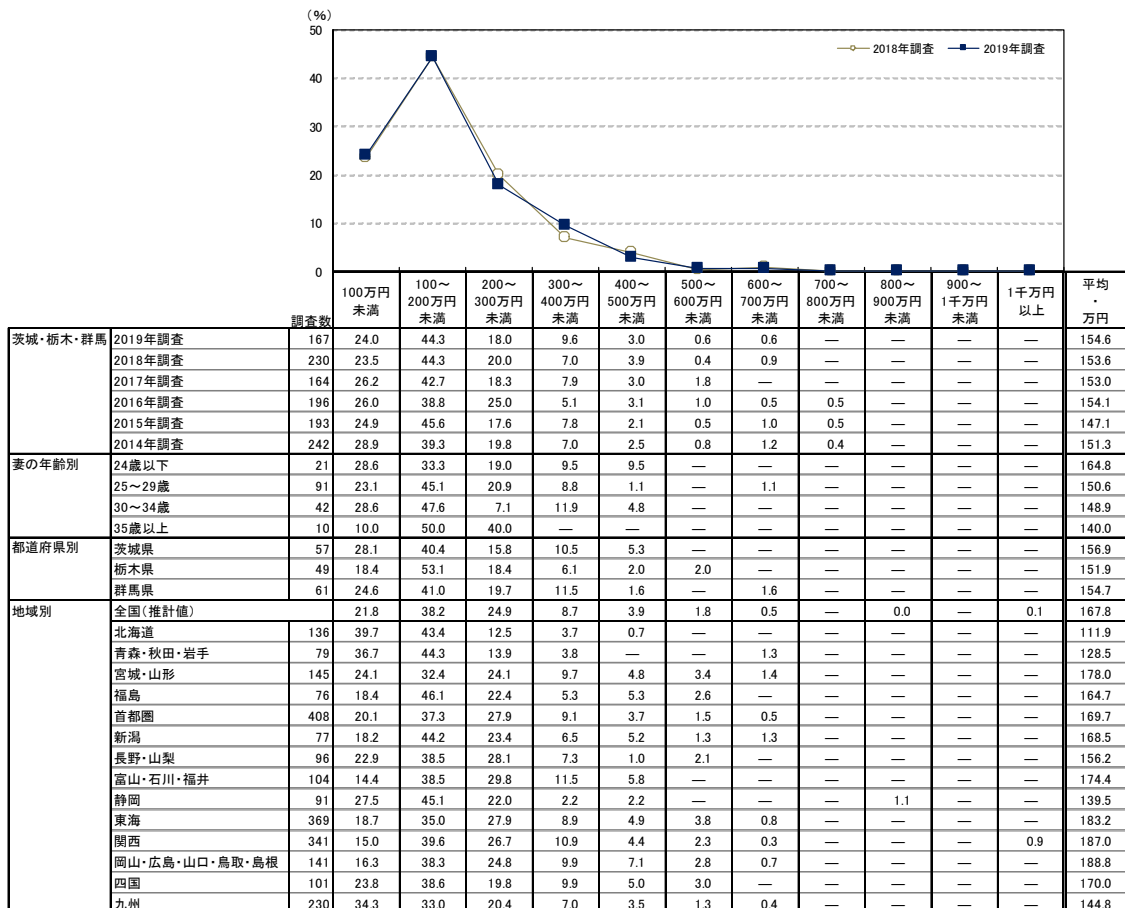 （％）
50
40
30
20
10
0
2018年調査 2019年調査
調査数 100万円未満 100～200万円未満 200～300万円未満 300～400万円未満 400～500万円未満 500～600万円未満 600～700万円未満 700～800万円未満 800～900万円未満 900～1千万円未満 1千万円以上 平均・万円
茨城・栃木・群馬 2019年調査 167 24.0 44.3 18.0 9.6 3.0 0.6 0.6 — — — — 154.6
2018年調査 230 23.5 44.3 20.0 7.0 3.9 0.4 0.9 — — — — 153.6
2017年調査 164 26.2 42.7 18.3 7.9 3.0 1.8 — — — — — 153.0
2016年調査 196 26.0 38.8 25.0 5.1 3.1 1.0 0.5 0.5 — — — 154.1
2015年調査 193 24.9 45.6 17.6 7.8 2.1 0.5 1.0 0.5 — — — 147.1
2014年調査 242 28.9 39.3 19.8 7.0 2.5 0.8 1.2 0.4 — — — 151.3
妻の年齢別 24歳以下 21 28.6 33.3 19.0 9.5 9.5 — — — — — — 164.8
25～29歳 91 23.1 45.1 20.9 8.8 1.1 — 1.1 — — — — 150.6
30～34歳 42 28.6 47.6 7.1 11.9 4.8 — — — — — — 148.9
35歳以上 10 10.0 50.0 40.0 — — — — — — — — 140.0
都道府県別 茨城県 57 28.1 40.4 15.8 10.5 5.3 — — — — — — 156.9
栃木県 49 18.4 53.1 18.4 6.1 2.0 2.0 — — — — — 151.9
群馬県 61 24.6 41.0 19.7 11.5 1.6 — 1.6 — — — — 154.7
地域別 全国（推計値） 21.8 38.2 24.9 8.7 3.9 1.8 0.5 — 0.0 — 0.1 167.8
北海道 136 39.7 43.4 12.5 3.7 0.7 — — — — — — 111.9
青森・秋田・岩手 79 36.7 44.3 13.9 3.8 — — 1.3 — — — — 128.5
宮城・山形 145 24.1 32.4 24.1 9.7 4.8 3.4 1.4 — — — — 178.0
福島 76 18.4 46.1 22.4 5.3 5.3 2.6 — — — — — 164.7
首都圏 408 20.1 37.3 27.9 9.1 3.7 1.5 0.5 — — — — 169.7
新潟 77 18.2 44.2 23.4 6.5 5.2 1.3 1.3 — — — — 168.5
長野・山梨 96 22.9 38.5 28.1 7.3 1.0 2.1 — — — — — 156.2
富山・石川・福井 104 14.4 38.5 29.8 11.5 5.8 — — — — — — 174.4
静岡 91 27.5 45.1 22.0 2.2 2.2 — — — 1.1 — — 139.5
東海 369 18.7 35.0 27.9 8.9 4.9 3.8 0.8 — — — — 183.2
関西 341 15.0 39.6 26.7 10.9 4.4 2.3 0.3 — — — 0.9 187.0
岡山・広島・山口・鳥取・島根 141 16.3 38.3 24.8 9.9 7.1 2.8 0.7 — — — — 188.8
四国 101 23.8 38.6 19.8 9.9 5.0 3.0 — — — — — 170.0
九州 230 34.3 33.0 20.4 7.0 3.5 1.3 0.4 — — — — 144.8